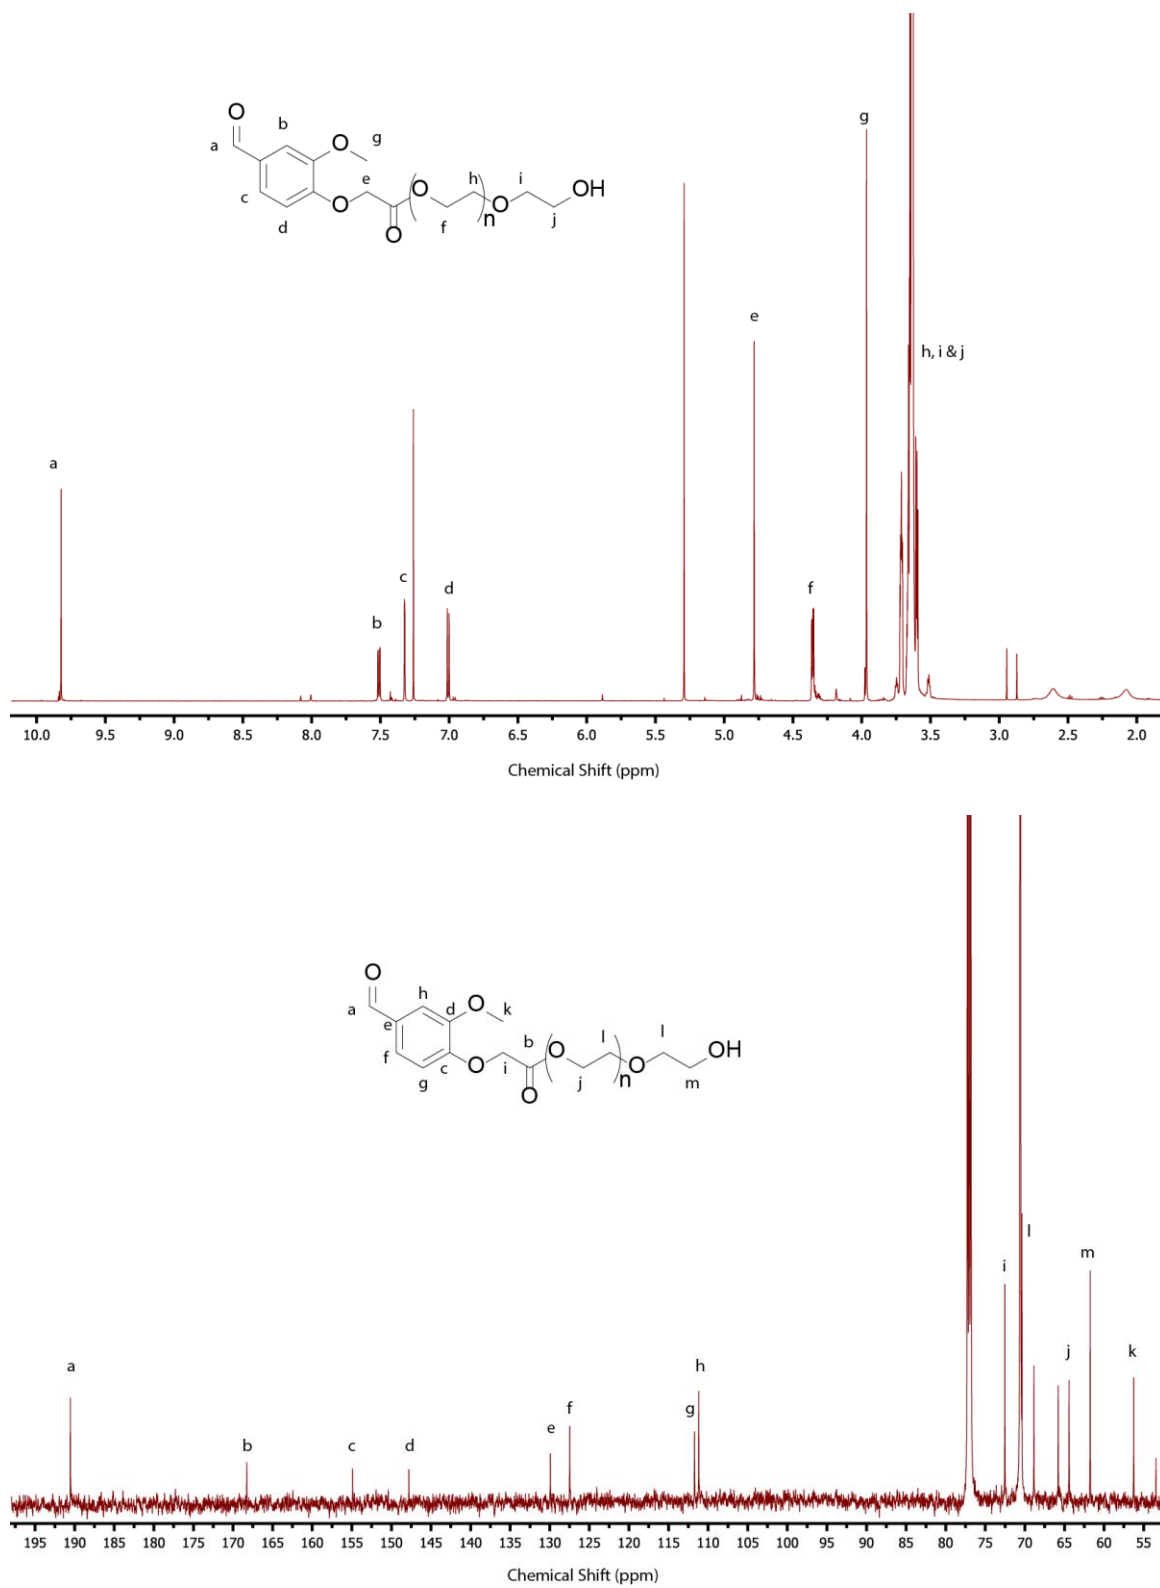 O
b
a
O
g
e
O
h
i
OH
c
O
O
n
j
d
O
f
g
e
h, i & j
a
c
d
f
b
10.0 9.5 9.0 8.5 8.0 7.5 7.0 6.5 6.0 5.5 5.0 4.5 4.0 3.5 3.0 2.5 2.0
Chemical Shift (ppm)
O
h
a
d O k
e
b O l l OH
f
O i
O
n
g c
j
m
O
l
m
i
a
h
j
k
g
f
e
b
c
d
195 190 185 180 175 170 165 160 155 150 145 140 135 130 125 120 115 110 105 100 95 90 85 80 75 70 65 60 55
Chemical Shift (ppm)